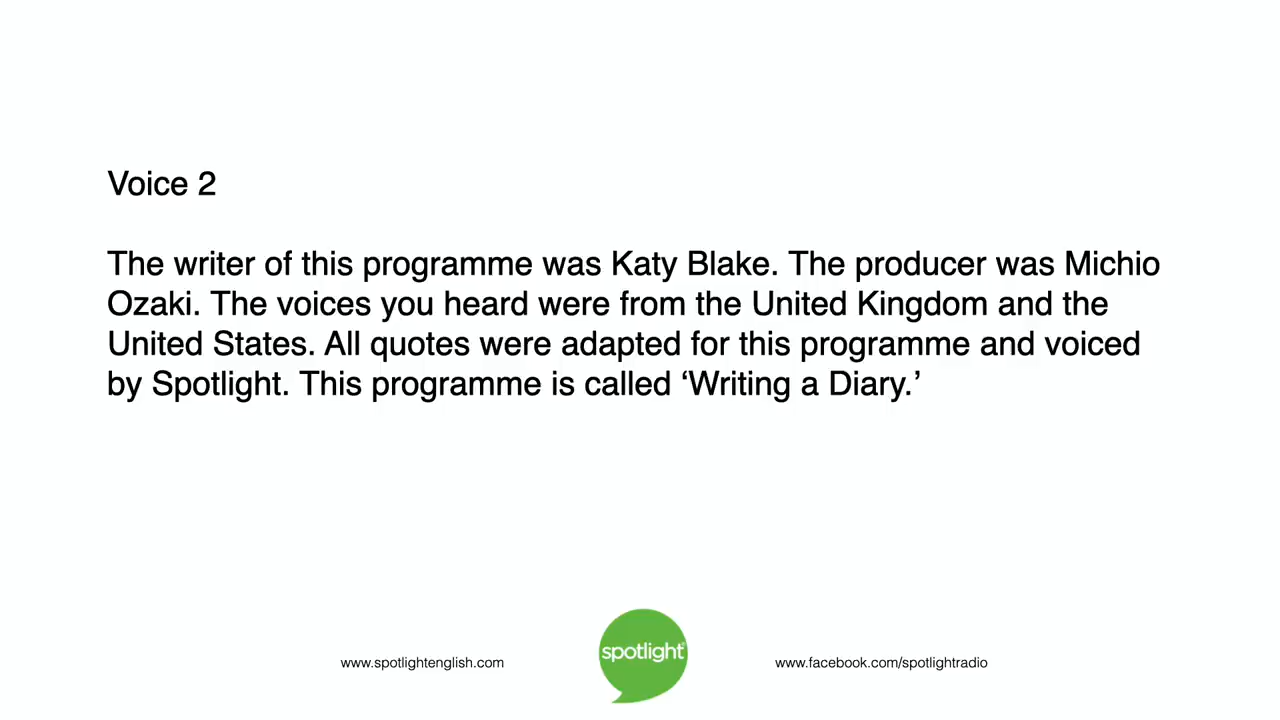 Voice 2
The writer of this programme was Katy Blake. The producer was Michio
Ozaki. The voices you heard were from the United Kingdom and the
United States. All quotes were adapted for this programme and voiced
by Spotlight. This programme is called ‘Writing a Diary.’
www.spotlightenglish.com
spotlight
www.facebook.com/spotlightradio